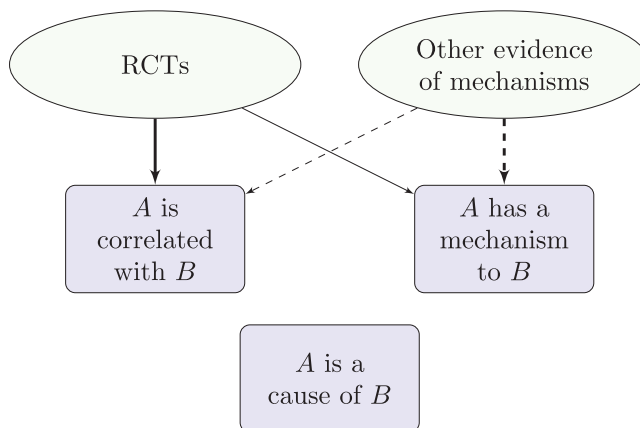 RCTs
Other evidence
of mechanisms
A is
correlated
with B
A has a
mechanism
to B
A is a
cause of B